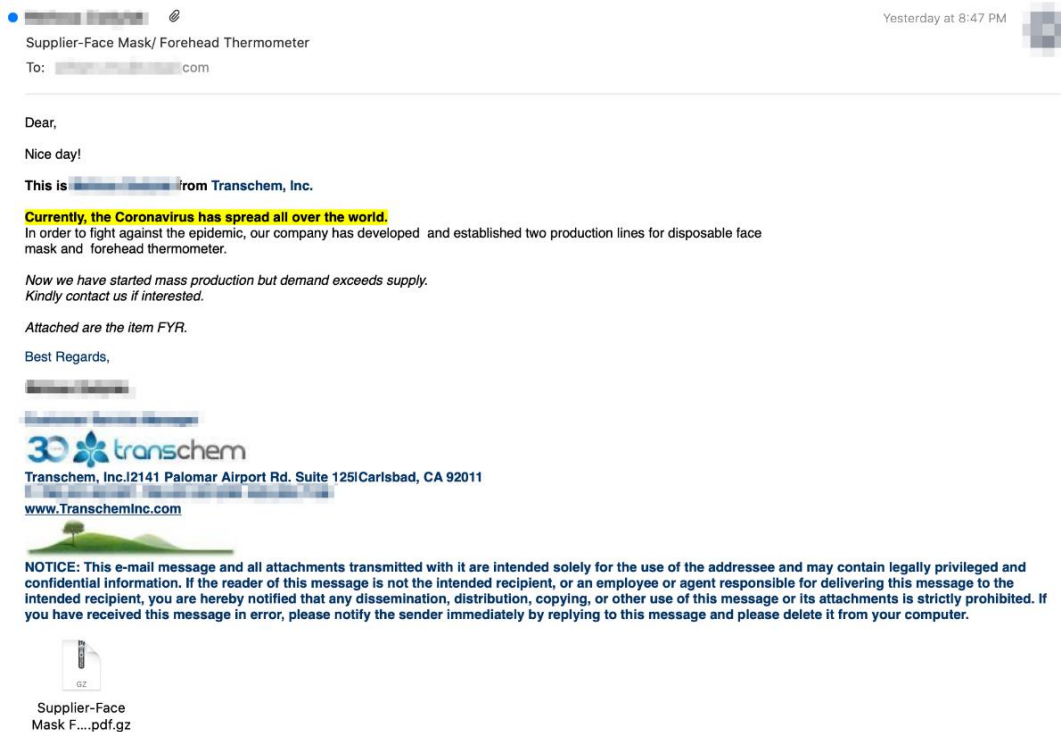 Yesterday at 8:47 PM
Supplier-Face Mask/ Forehead Thermometer
To: com
Dear,
Nice day!
This is from Transchem, Inc.
Currently, the Coronavirus has spread all over the world.
In order to fight against the epidemic, our company has developed and established two production lines for disposable face
mask and forehead thermometer.
Now we have started mass production but demand exceeds supply.
Kindly contact us if interested.
Attached are the item FYR.
Best Regards,
30 transchem
Transchem, Inc.|2141 Palomar Airport Rd. Suite 125|Carlsbad, CA 92011
www.TranschemInc.com
NOTICE: This e-mail message and all attachments transmitted with it are intended solely for the use of the addressee and may contain legally privileged and
confidential information. If the reader of this message is not the intended recipient, or an employee or agent responsible for delivering this message to the
intended recipient, you are hereby notified that any dissemination, distribution, copying, or other use of this message or its attachments is strictly prohibited. If
you have received this message in error, please notify the sender immediately by replying to this message and please delete it from your computer.
GZ
Supplier-Face
Mask F....pdf.gz